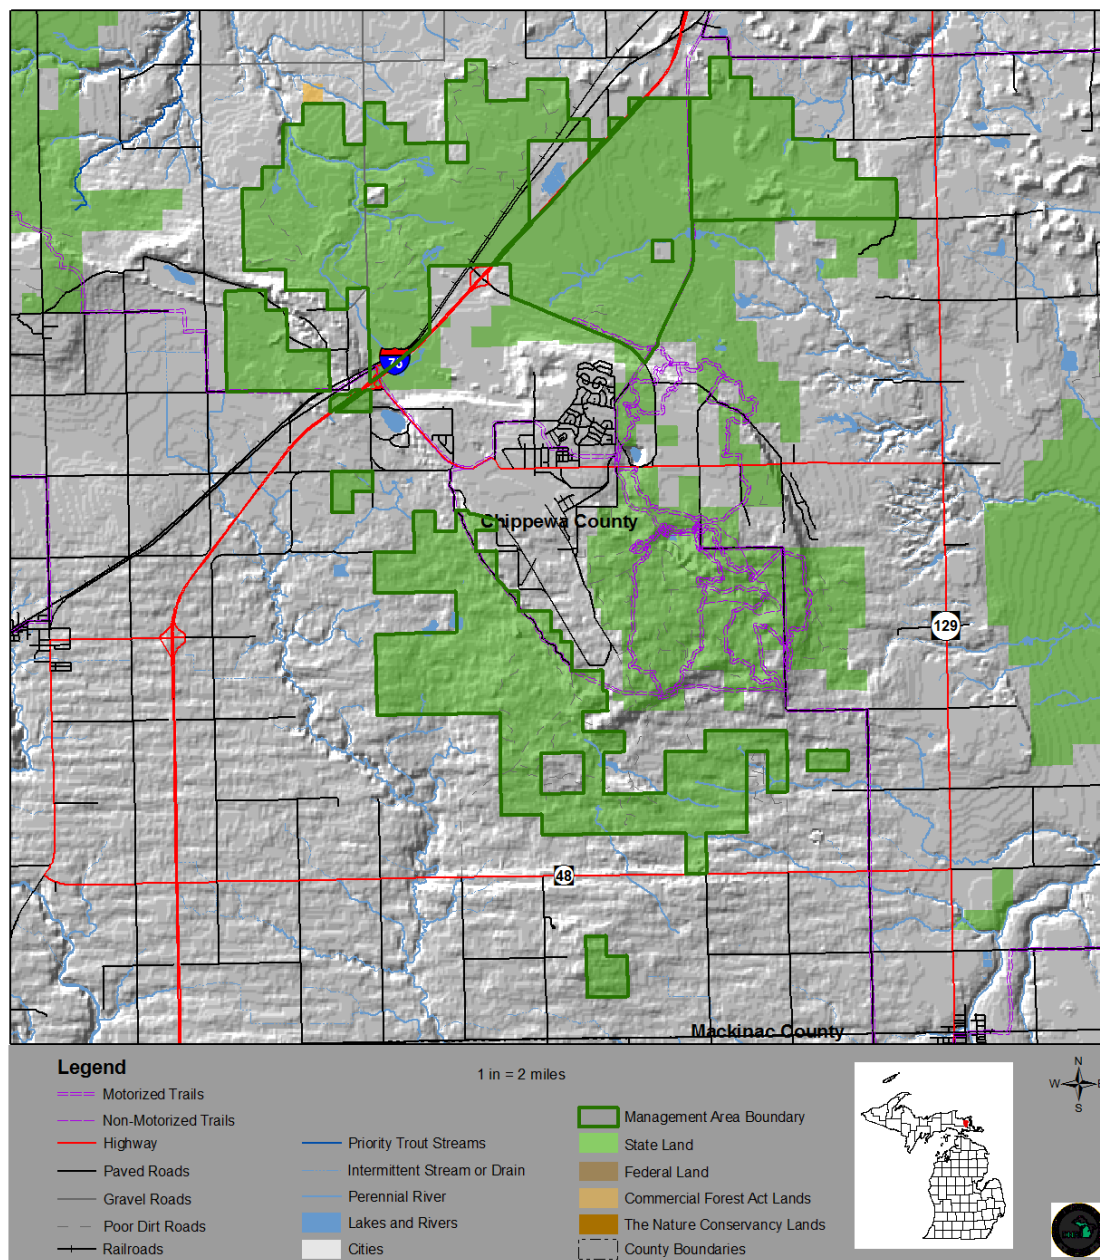 75
Chippewa County
129
48
Mackinac County
Legend
1 in = 2 miles
Motorized Trails
Non-Motorized Trails
Highway
Paved Roads
Gravel Roads
Poor Dirt Roads
Railroads
Priority Trout Streams
Intermittent Stream or Drain
Perennial River
Lakes and Rivers
Cities
Management Area Boundary
State Land
Federal Land
Commercial Forest Act Lands
The Nature Conservancy Lands
County Boundaries
N
W E
S